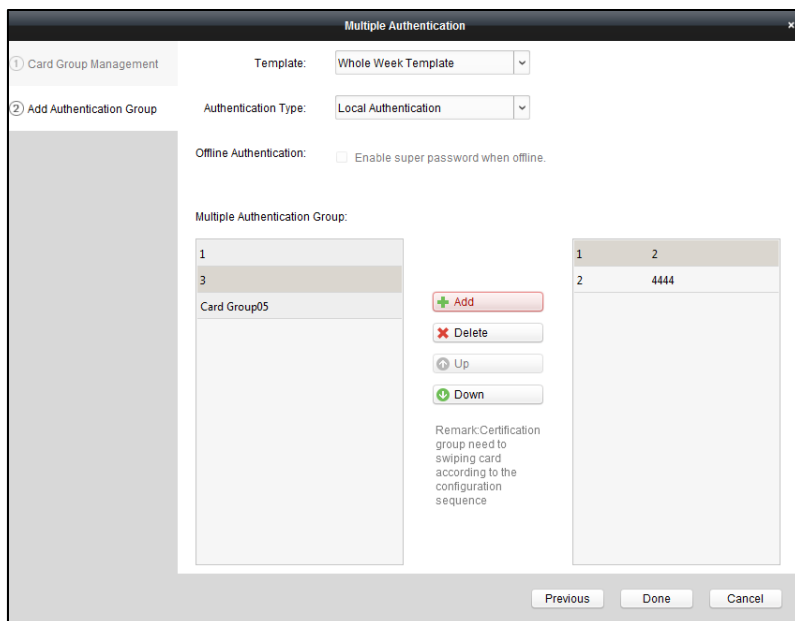 Multiple Authentication
×
1 Card Group Management
2 Add Authentication Group
Template:
Whole Week Template
Authentication Type:
Local Authentication
Offline Authentication:
Enable super password when offline.
Multiple Authentication Group:
1
3
Card Group05
Add
Delete
Up
Down
Remark:Certification
group need to
swiping card
according to the
configuration
sequence
1 2
2 4444
Previous
Done
Cancel